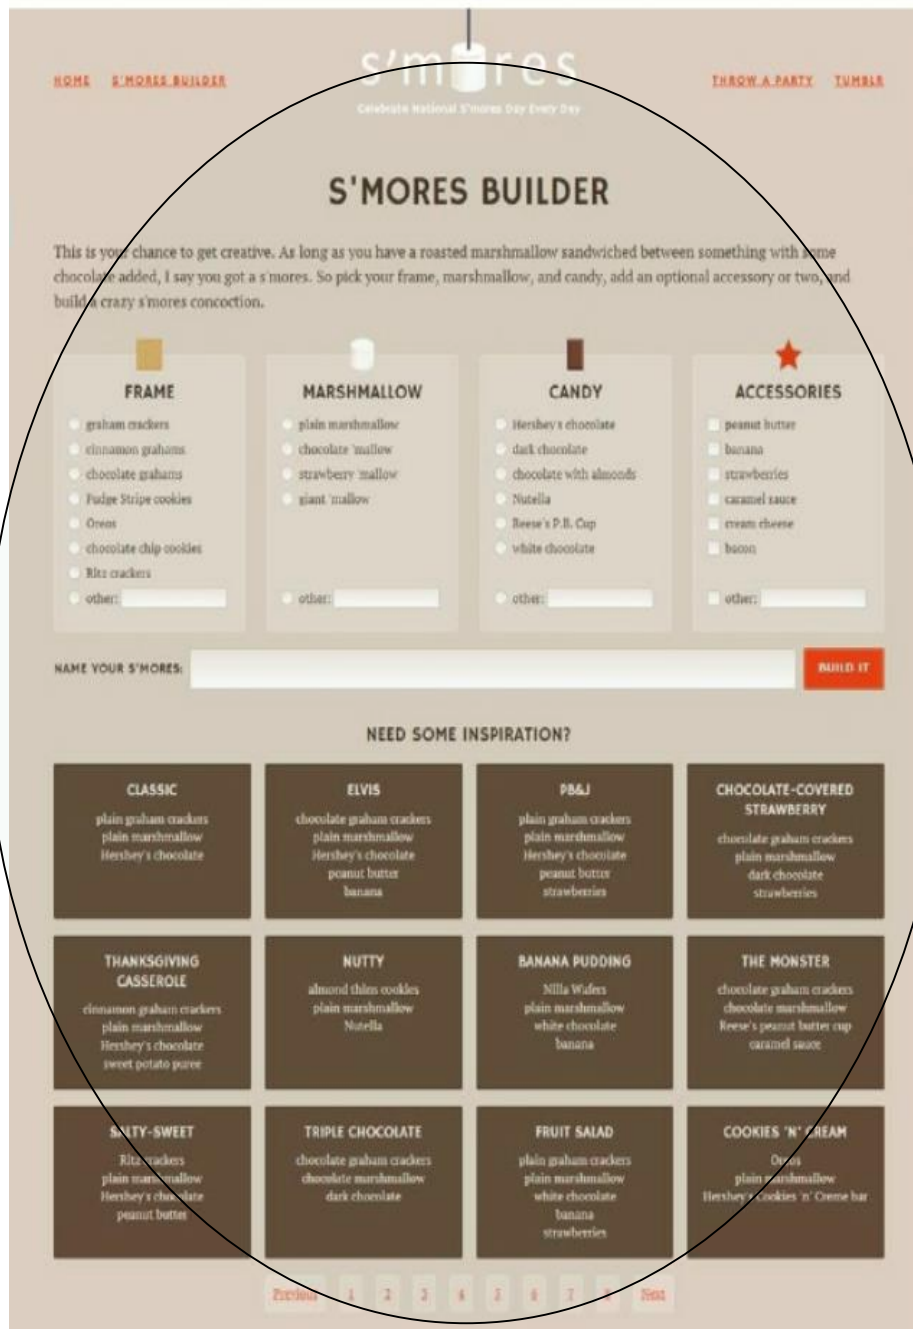 s'mores
Celebrate National S'mores Day Every Day
HOME S'MORES BUILDER
THROW A PARTY TUMBLR
S'MORES BUILDER
This is your chance to get creative. As long as you have a roasted marshmallow sandwiched between something with some
chocolate added, I say you got a s'mores. So pick your frame, marshmallow, and candy, add an optional accessory or two, and
build a crazy s'mores concoction.
FRAME
graham crackers
cinnamon grahams
chocolate grahams
Fudge Stripe cookies
Oreos
chocolate chip cookies
Ritz crackers
other:
MARSHMALLOW
plain marshmallow
chocolate 'mallow
strawberry 'mallow
giant 'mallow
other:
CANDY
Hershey's chocolate
dark chocolate
chocolate with almonds
Nutella
Reese's P.B. Cup
white chocolate
other:
ACCESSORIES
peanut butter
banana
strawberries
caramel sauce
cream cheese
bacon
other:
NAME YOUR S'MORES:
BUILD IT
NEED SOME INSPIRATION?
CLASSIC
plain graham crackers
plain marshmallow
Hershey's chocolate
ELVIS
chocolate graham crackers
plain marshmallow
Hershey's chocolate
peanut butter
banana
PB&J
plain graham crackers
plain marshmallow
Hershey's chocolate
peanut butter
strawberries
CHOCOLATE-COVERED
STRAWBERRY
chocolate graham crackers
plain marshmallow
dark chocolate
strawberries
THANKSGIVING
CASSEROLE
cinnamon graham crackers
plain marshmallow
Hershey's chocolate
sweet potato puree
NUTTY
almond thins cookies
plain marshmallow
Nutella
BANANA PUDDING
Nilla Wafers
plain marshmallow
white chocolate
banana
THE MONSTER
chocolate graham crackers
chocolate marshmallow
Reese's peanut butter cup
caramel sauce
SALTY-SWEET
Ritz crackers
plain marshmallow
Hershey's chocolate
peanut butter
TRIPLE CHOCOLATE
chocolate graham crackers
chocolate marshmallow
dark chocolate
FRUIT SALAD
plain graham crackers
plain marshmallow
white chocolate
banana
strawberries
COOKIES 'N' CREAM
Oreos
plain marshmallow
Hershey's Cookies 'n' Creme bar
Previous 1 2 3 4 5 6 7 8 Next